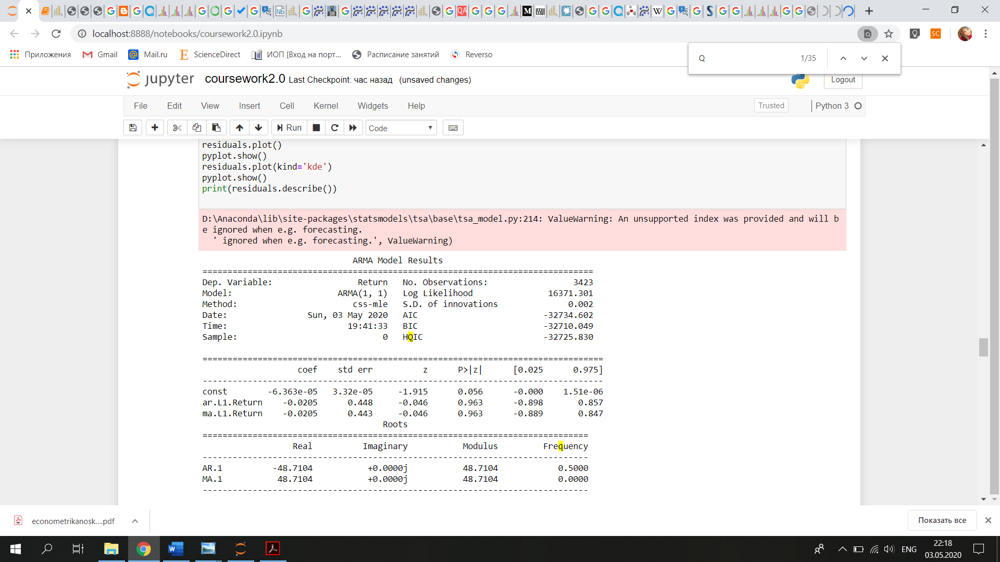 localhost:8888/notebooks/coursework2.0.ipynb
Приложения Gmail Mail.ru ScienceDirect ИОП [Вход на порт... Расписание занятий Reverso
Q 1/35
jupyter coursework2.0 Last Checkpoint: час назад (unsaved changes) Logout
File Edit View Insert Cell Kernel Widgets Help Trusted Python 3
Run Code
residuals.plot()
pyplot.show()
residuals.plot(kind='kde')
pyplot.show()
print(residuals.describe())
D:\Anaconda\lib\site-packages\statsmodels\tsa\base\tsa_model.py:214: ValueWarning: An unsupported index was provided and will b
e ignored when e.g. forecasting.
' ignored when e.g. forecasting.', ValueWarning)
ARMA Model Results
==============================================================================
Dep. Variable: Return No. Observations: 3423
Model: ARMA(1, 1) Log Likelihood 16371.301
Method: css-mle S.D. of innovations 0.002
Date: Sun, 03 May 2020 AIC -32734.602
Time: 19:41:33 BIC -32710.049
Sample: 0 HQIC -32725.830
================================================================================
coef std err z P>|z| [0.025 0.975]
--------------------------------------------------------------------------------
const -6.363e-05 3.32e-05 -1.915 0.056 -0.000 1.51e-06
ar.L1.Return -0.0205 0.448 -0.046 0.963 -0.898 0.857
ma.L1.Return -0.0205 0.443 -0.046 0.963 -0.889 0.847
Roots
=============================================================================
Real Imaginary Modulus Frequency
-----------------------------------------------------------------------------
AR.1 -48.7104 +0.0000j 48.7104 0.5000
MA.1 48.7104 +0.0000j 48.7104 0.0000
-----------------------------------------------------------------------------
econometrikanosk....pdf Показать все
ENG 22:18
03.05.2020